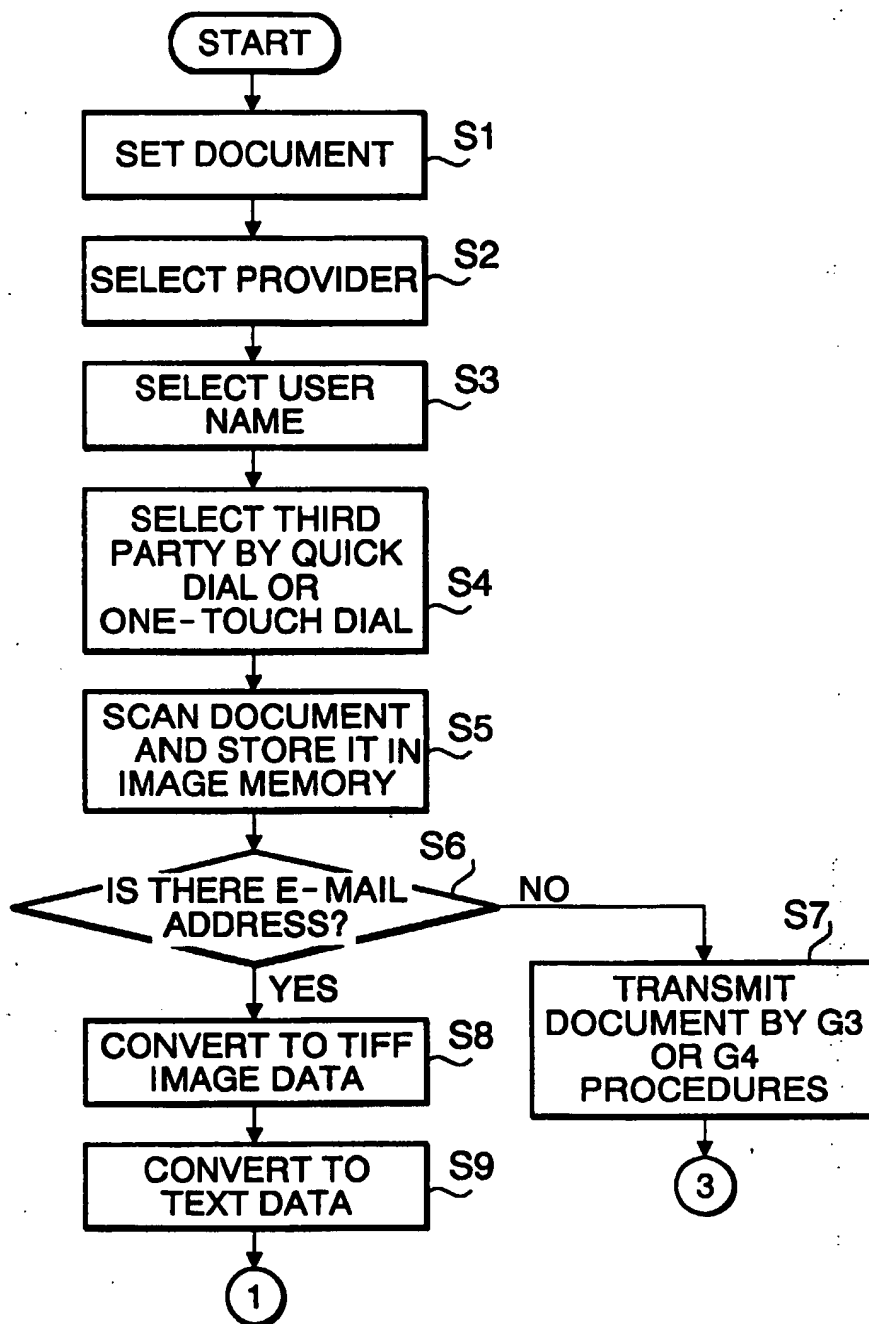 START
SET DOCUMENT
S1
SELECT PROVIDER
S2
SELECT USER
NAME
S3
SELECT THIRD
PARTY BY QUICK
DIAL OR
ONE-TOUCH DIAL
S4
SCAN DOCUMENT
AND STORE IT IN
IMAGE MEMORY
S5
IS THERE E-MAIL
ADDRESS?
S6
NO
YES
S7
TRANSMIT
DOCUMENT BY G3
OR G4
PROCEDURES
3
CONVERT TO TIFF
IMAGE DATA
S8
CONVERT TO
TEXT DATA
S9
1